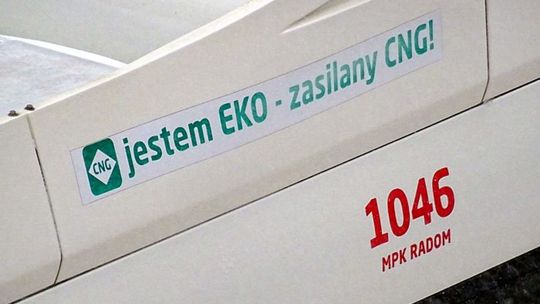 CNG jestem EKO - zasilany CNG!
1046
MPK RADOM